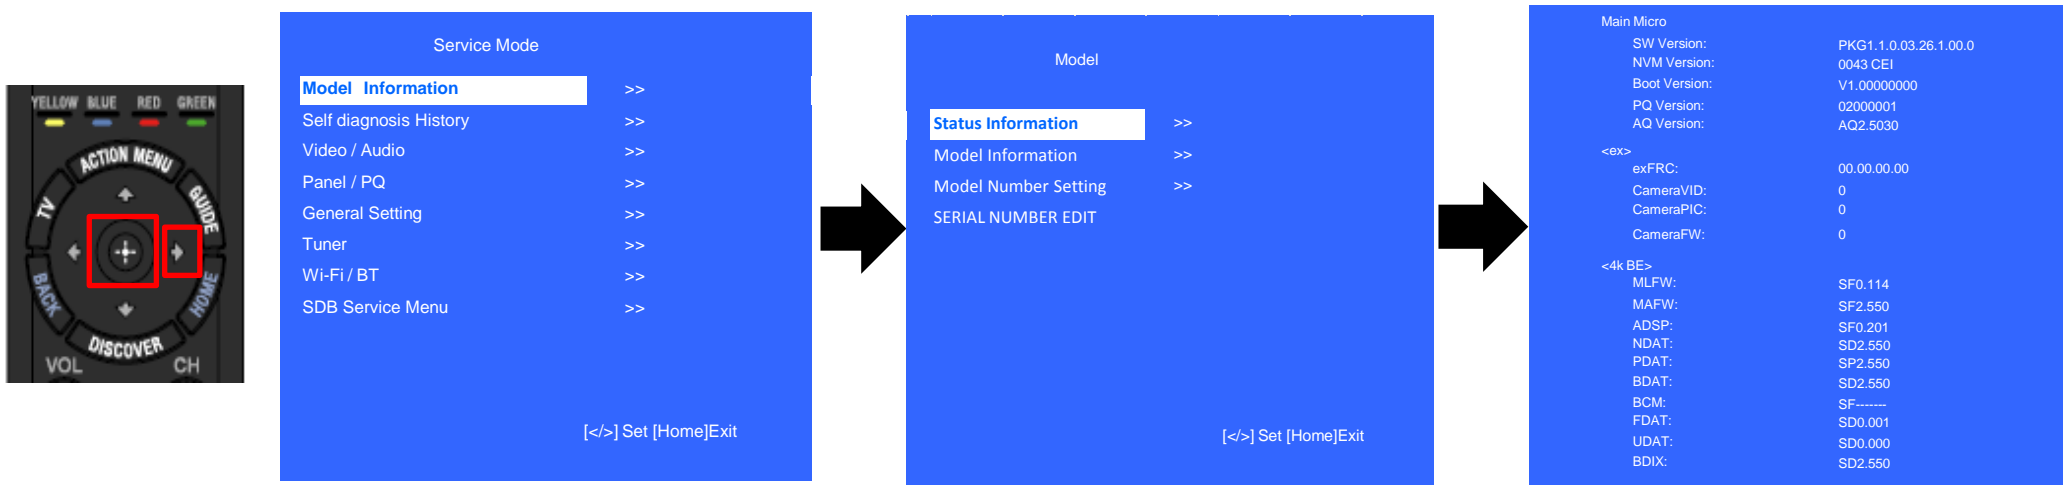 YELLOW BLUE RED GREEN
ACTION MENU
TV
GUIDE
BACK
HOME
DISCOVER
VOL CH
Service Mode
Model Information >>
Self diagnosis History >>
Video / Audio >>
Panel / PQ >>
General Setting >>
Tuner >>
Wi-Fi / BT >>
SDB Service Menu >>
[</>] Set [Home]Exit
Model
Status Information >>
Model Information >>
Model Number Setting >>
SERIAL NUMBER EDIT
[</>] Set [Home]Exit
Main Micro
SW Version: PKG1.1.0.03.26.1.00.0
NVM Version: 0043 CEI
Boot Version: V1.00000000
PQ Version: 02000001
AQ Version: AQ2.5030
<ex>
exFRC: 00.00.00.00
CameraVID: 0
CameraPIC: 0
CameraFW: 0
<4k BE>
MLFW: SF0.114
MAFW: SF2.550
ADSP: SF0.201
NDAT: SD2.550
PDAT: SP2.550
BDAT: SD2.550
BCM: SF-------
FDAT: SD0.001
UDAT: SD0.000
BDIX: SD2.550